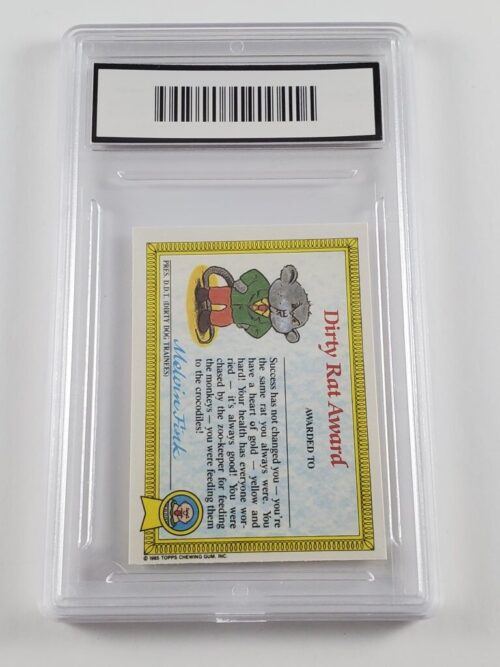 Dirty Rat Award
AWARDED TO
Success has not changed you — you're
the same rat you always were. You
have a heart of gold — yellow and
hard! Your health has everyone wor-
ried — it's always good! You were
chased by the zoo-keeper for feeding
the monkeys — you were feeding them
to the crocodiles!
Melvin Fink
PRES. D.D.T. (DIRTY DOG TRAINEES)
© 1985 TOPPS CHEWING GUM, INC.